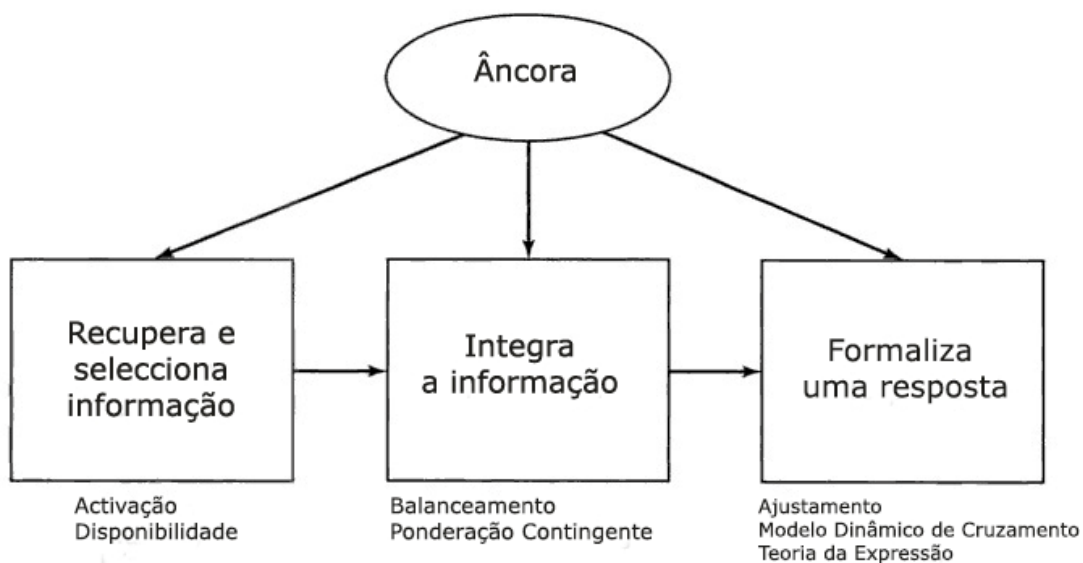 Âncora
Recupera e
selecciona
informação
Integra
a informação
Formaliza
uma resposta
Activação
Disponibilidade
Balanceamento
Ponderação Contingente
Ajustamento
Modelo Dinâmico de Cruzamento
Teoria da Expressão